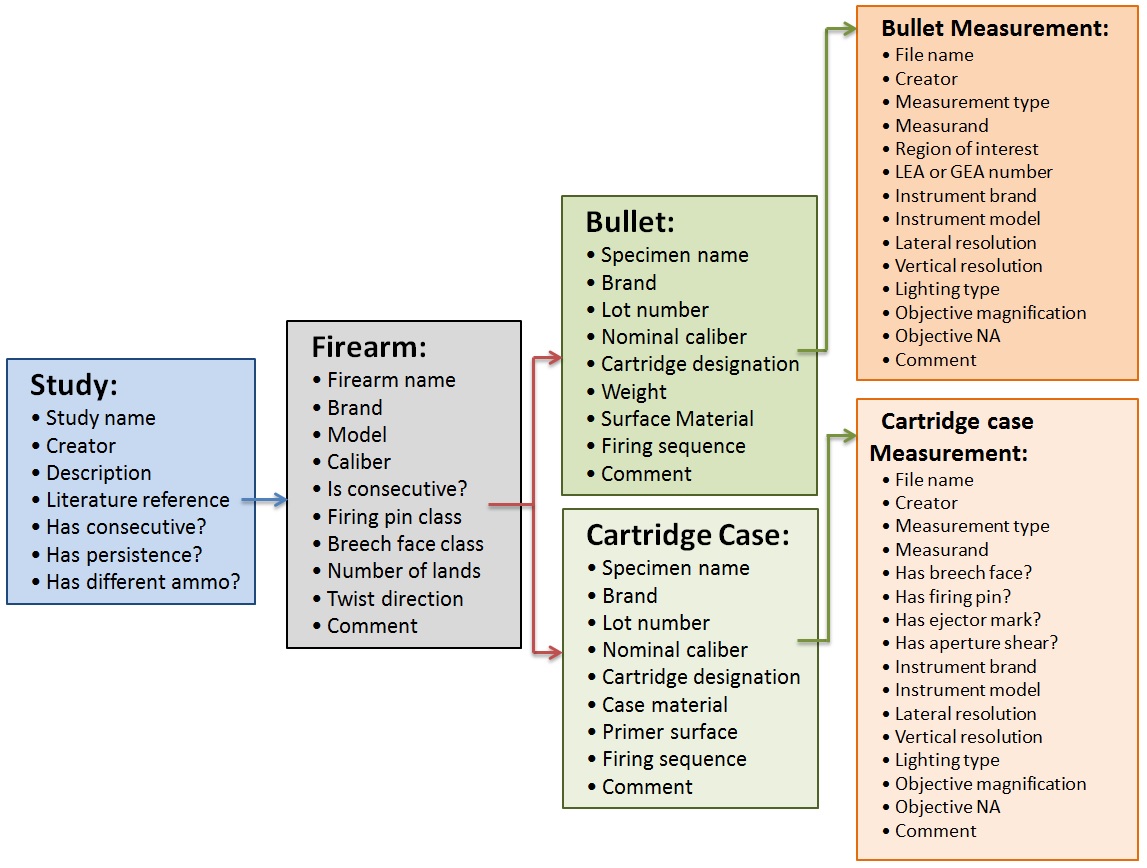 Study:
• Study name
• Creator
• Description
• Literature reference
• Has consecutive?
• Has persistence?
• Has different ammo?
Firearm:
• Firearm name
• Brand
• Model
• Caliber
• Is consecutive?
• Firing pin class
• Breech face class
• Number of lands
• Twist direction
• Comment
Bullet:
• Specimen name
• Brand
• Lot number
• Nominal caliber
• Cartridge designation
• Weight
• Surface Material
• Firing sequence
• Comment
Cartridge Case:
• Specimen name
• Brand
• Lot number
• Nominal caliber
• Cartridge designation
• Case material
• Primer surface
• Firing sequence
• Comment
Bullet Measurement:
• File name
• Creator
• Measurement type
• Measurand
• Region of interest
• LEA or GEA number
• Instrument brand
• Instrument model
• Lateral resolution
• Vertical resolution
• Lighting type
• Objective magnification
• Objective NA
• Comment
Cartridge case
Measurement:
• File name
• Creator
• Measurement type
• Measurand
• Has breech face?
• Has firing pin?
• Has ejector mark?
• Has aperture shear?
• Instrument brand
• Instrument model
• Lateral resolution
• Vertical resolution
• Lighting type
• Objective magnification
• Objective NA
• Comment